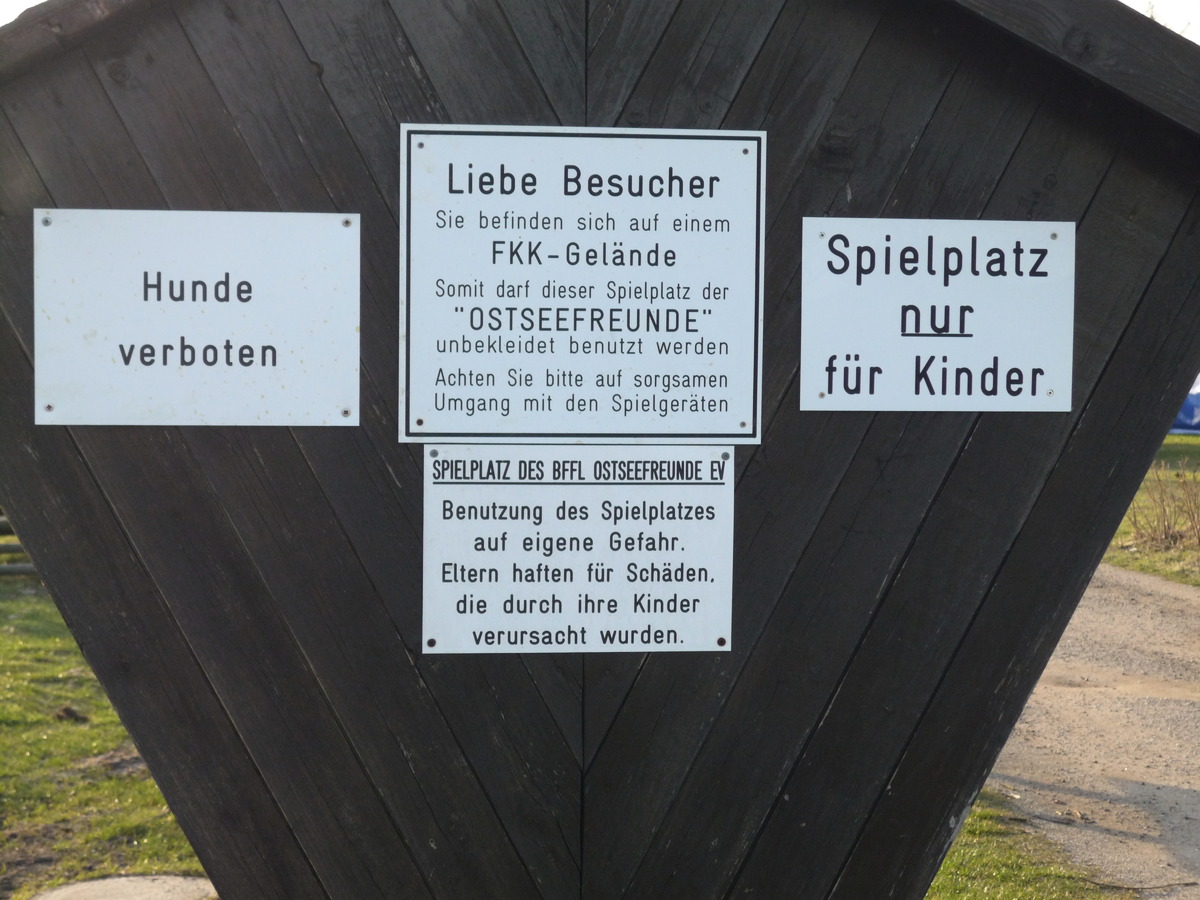 Hunde
verboten
Liebe Besucher
Sie befinden sich auf einem
FKK-Gelände
Somit darf dieser Spielplatz der
"OSTSEEFREUNDE"
unbekleidet benutzt werden
Achten Sie bitte auf sorgsamen
Umgang mit den Spielgeräten
SPIELPLATZ DES BFFL OSTSEEFREUNDE EV
Benutzung des Spielplatzes
auf eigene Gefahr.
Eltern haften für Schäden,
die durch ihre Kinder
verursacht wurden.
Spielplatz
nur
für Kinder